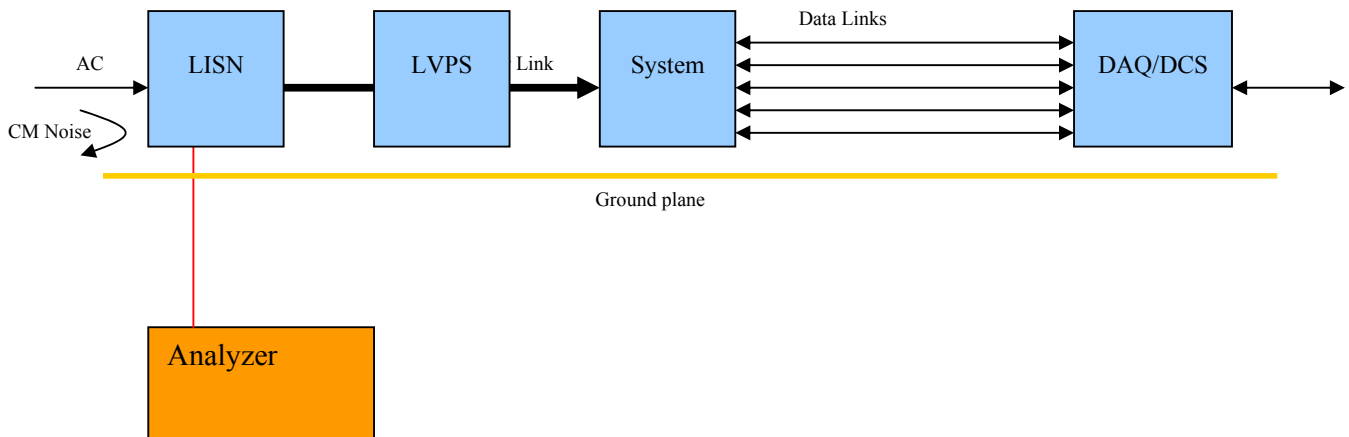 Data Links
AC
LISN
LVPS
Link
System
DAQ/DCS
CM Noise
Ground plane
Analyzer